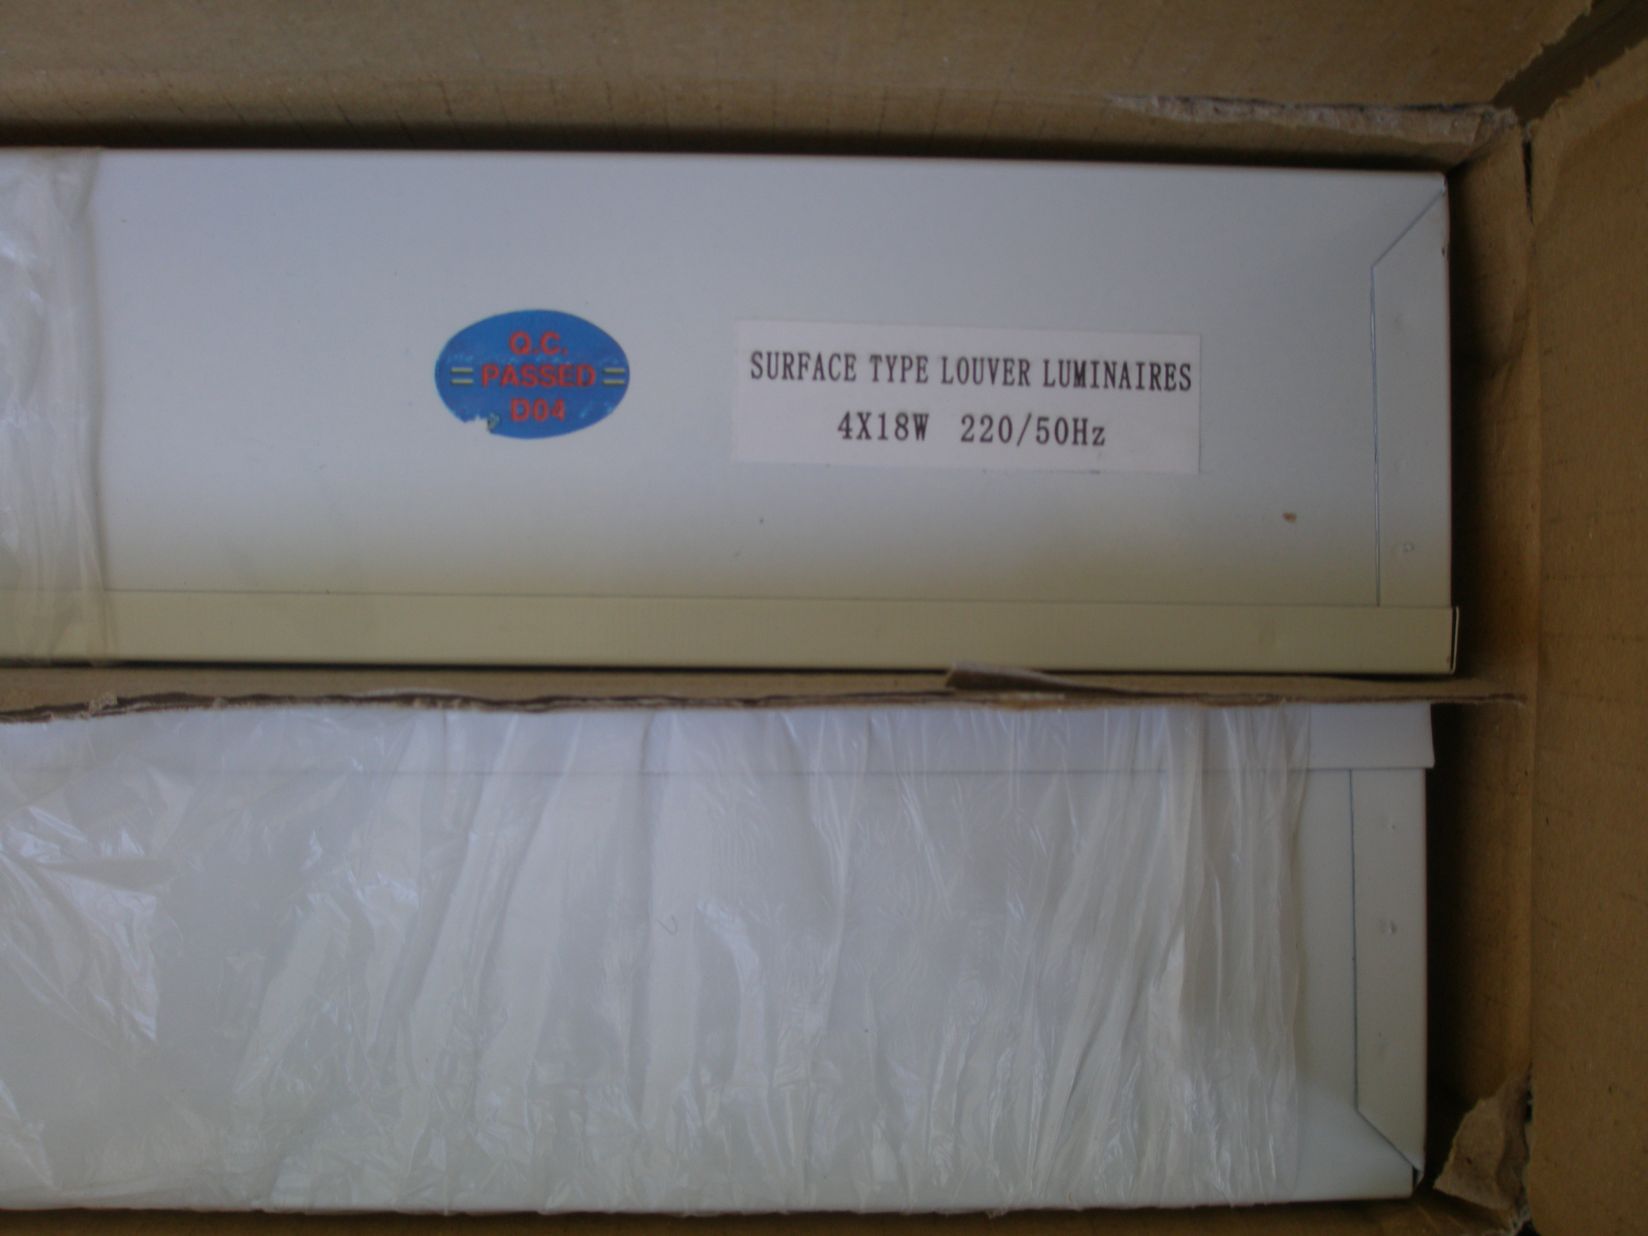 Q.C.
= PASSED =
D04
SURFACE TYPE LOUVER LUMINAIRES
4X18W 220/50Hz